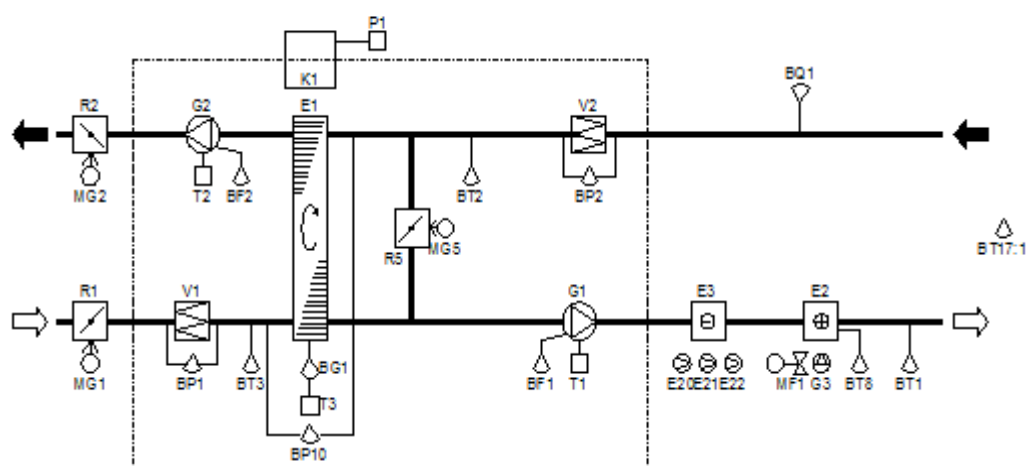 P1
K1
R2
G2
E1
V2
BQ1
MG2
T2
BF2
BT2
BP2
R5
MG5
BT17:1
R1
V1
G1
E3
E2
MG1
BP1
BT3
BG1
BF1
T1
E20 E21 E22
MF1 G3
BT8
BT1
T3
BP10